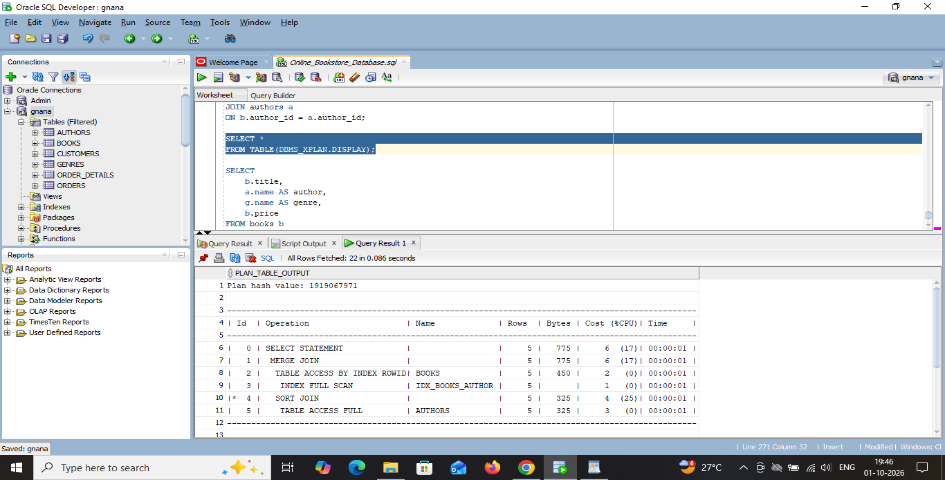 Oracle SQL Developer : gnana
File Edit View Navigate Run Source Team Tools Window Help
Connections
Oracle Connections
Admin
gnana
Tables (Filtered)
AUTHORS
BOOKS
CUSTOMERS
GENRES
ORDER_DETAILS
ORDERS
Views
Indexes
Packages
Procedures
Functions
Reports
All Reports
Analytic View Reports
Data Dictionary Reports
Data Modeler Reports
OLAP Reports
TimesTen Reports
User Defined Reports
Saved: gnana
Welcome Page Online_Bookstore_Database.sql
gnana
Worksheet Query Builder
JOIN authors a
ON b.author_id = a.author_id;
SELECT *
FROM TABLE(DBMS_XPLAN.DISPLAY);
SELECT
b.title,
a.name AS author,
g.name AS genre,
b.price
FROM books b
Query Result Script Output Query Result 1
SQL | All Rows Fetched: 22 in 0.086 seconds
PLAN_TABLE_OUTPUT
1 Plan hash value: 1919067971
2
3 --------------------------------------------------------------------------------
4 | Id | Operation | Name | Rows | Bytes | Cost (%CPU)| Time |
5 --------------------------------------------------------------------------------
6 | 0 | SELECT STATEMENT | | 5 | 775 | 6 (17)| 00:00:01 |
7 | 1 | MERGE JOIN | | 5 | 775 | 6 (17)| 00:00:01 |
8 | 2 | TABLE ACCESS BY INDEX ROWID| BOOKS | 5 | 450 | 2 (0)| 00:00:01 |
9 | 3 | INDEX FULL SCAN | IDX_BOOKS_AUTHOR | 5 | | 1 (0)| 00:00:01 |
10 |* 4 | SORT JOIN | | 5 | 325 | 4 (25)| 00:00:01 |
11 | 5 | TABLE ACCESS FULL | AUTHORS | 5 | 325 | 3 (0)| 00:00:01 |
12 --------------------------------------------------------------------------------
13
| Line 271 Column 32 | Insert | Modified | Windows: CF
Type here to search
27°C
ENG
19:46
01-10-2026